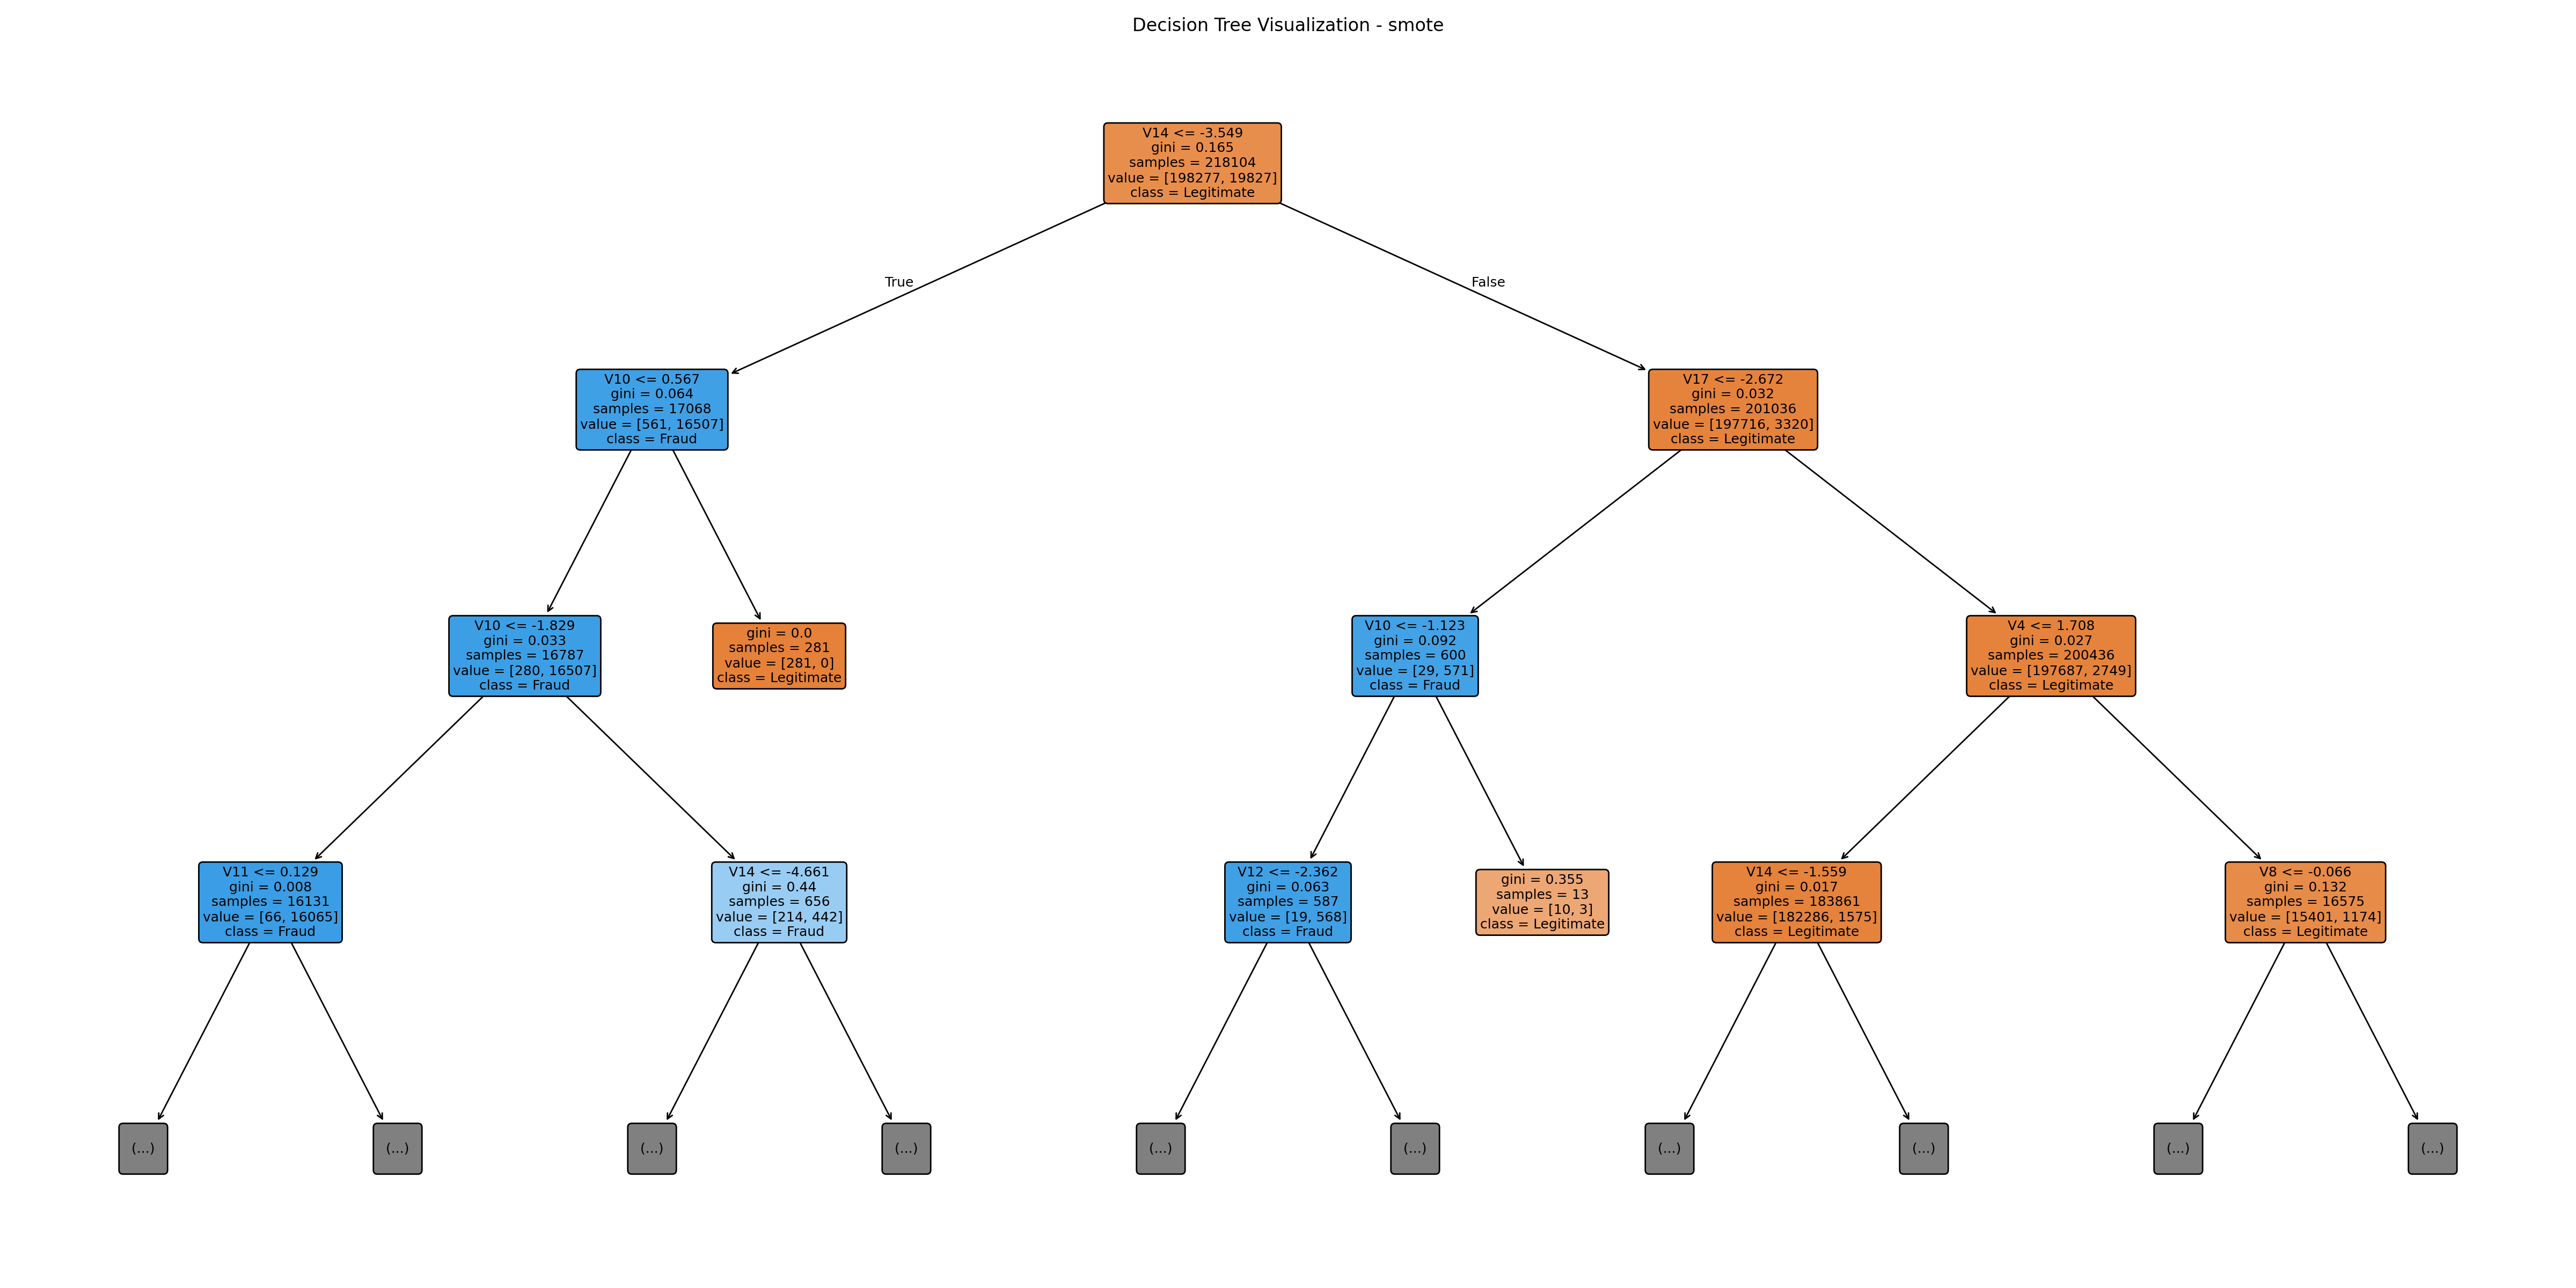 Decision Tree Visualization - smote
V14 <= -3.549
gini = 0.165
samples = 218104
value = [198277, 19827]
class = Legitimate
True
False
V10 <= 0.567
gini = 0.064
samples = 17068
value = [561, 16507]
class = Fraud
V17 <= -2.672
gini = 0.032
samples = 201036
value = [197716, 3320]
class = Legitimate
V10 <= -1.829
gini = 0.033
samples = 16787
value = [280, 16507]
class = Fraud
gini = 0.0
samples = 281
value = [281, 0]
class = Legitimate
V10 <= -1.123
gini = 0.092
samples = 600
value = [29, 571]
class = Fraud
V4 <= 1.708
gini = 0.027
samples = 200436
value = [197687, 2749]
class = Legitimate
V11 <= 0.129
gini = 0.008
samples = 16131
value = [66, 16065]
class = Fraud
V14 <= -4.661
gini = 0.44
samples = 656
value = [214, 442]
class = Fraud
V12 <= -2.362
gini = 0.063
samples = 587
value = [19, 568]
class = Fraud
gini = 0.355
samples = 13
value = [10, 3]
class = Legitimate
V14 <= -1.559
gini = 0.017
samples = 183861
value = [182286, 1575]
class = Legitimate
V8 <= -0.066
gini = 0.132
samples = 16575
value = [15401, 1174]
class = Legitimate
(...)
(...)
(...)
(...)
(...)
(...)
(...)
(...)
(...)
(...)